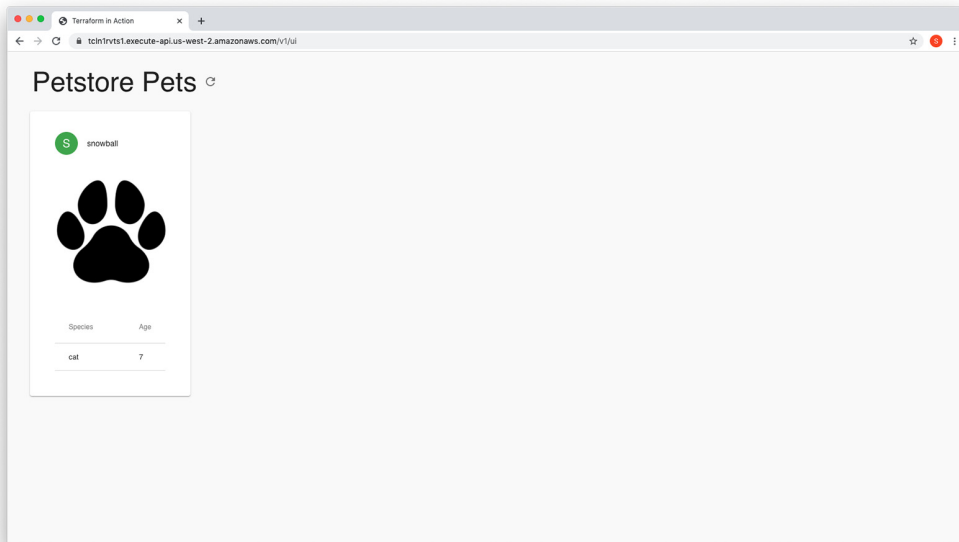 Terraform in Action
tcln1rvts1.execute-api.us-west-2.amazonaws.com/v1/ui
S
Petstore Pets
S snowball
Species Age
cat 7